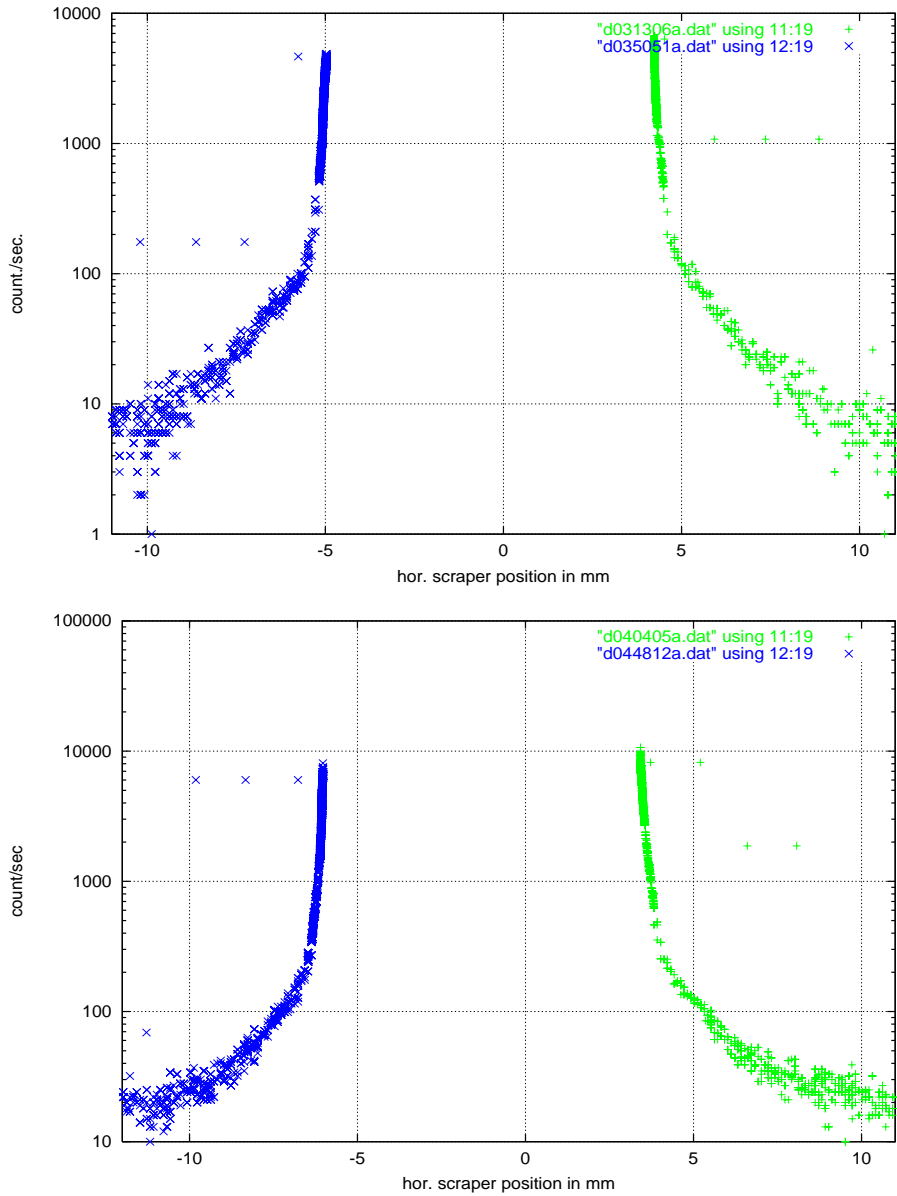 10000
"d031306a.dat" using 11:19
"d035051a.dat" using 12:19
1000
100
10
1
count./sec.
-10 -5 0 5 10
hor. scraper position in mm
100000
"d040405a.dat" using 11:19
"d044812a.dat" using 12:19
10000
1000
100
10
count/sec
-10 -5 0 5 10
hor. scraper position in mm